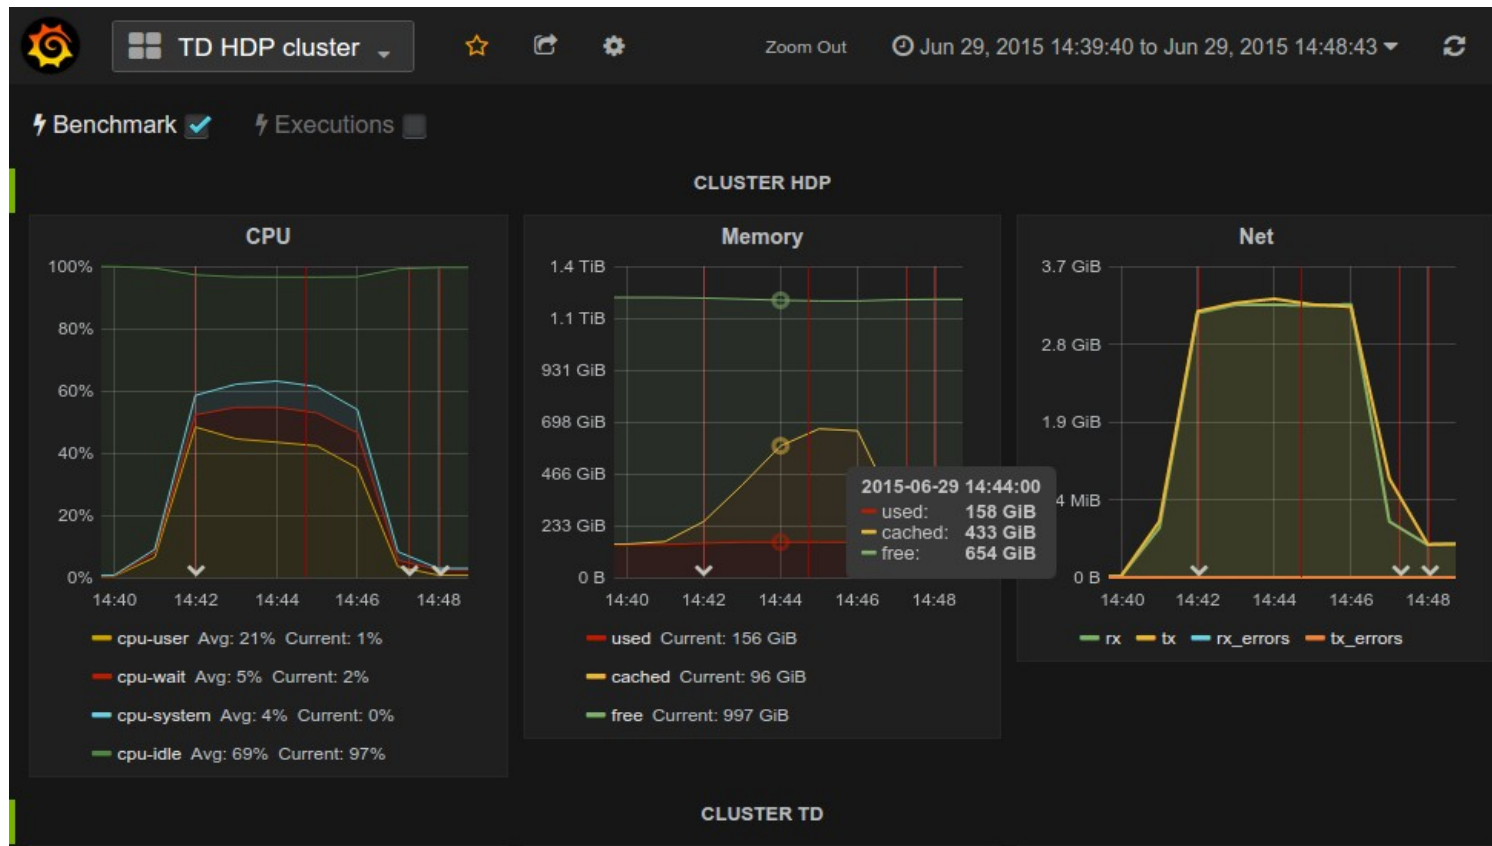 TD HDP cluster
Zoom Out
Jun 29, 2015 14:39:40 to Jun 29, 2015 14:48:43
Benchmark
Executions
CLUSTER HDP
CPU
100%
80%
60%
40%
20%
0%
14:40 14:42 14:44 14:46 14:48
cpu-user Avg: 21% Current: 1%
cpu-wait Avg: 5% Current: 2%
cpu-system Avg: 4% Current: 0%
cpu-idle Avg: 69% Current: 97%
Memory
1.4 TiB
1.1 TiB
931 GiB
698 GiB
466 GiB
233 GiB
0 B
14:40 14:42 14:44 14:46 14:48
2015-06-29 14:44:00
used: 158 GiB
cached: 433 GiB
free: 654 GiB
used Current: 156 GiB
cached Current: 96 GiB
free Current: 997 GiB
Net
3.7 GiB
2.8 GiB
1.9 GiB
4 MiB
0 B
14:40 14:42 14:44 14:46 14:48
rx tx rx_errors tx_errors
CLUSTER TD